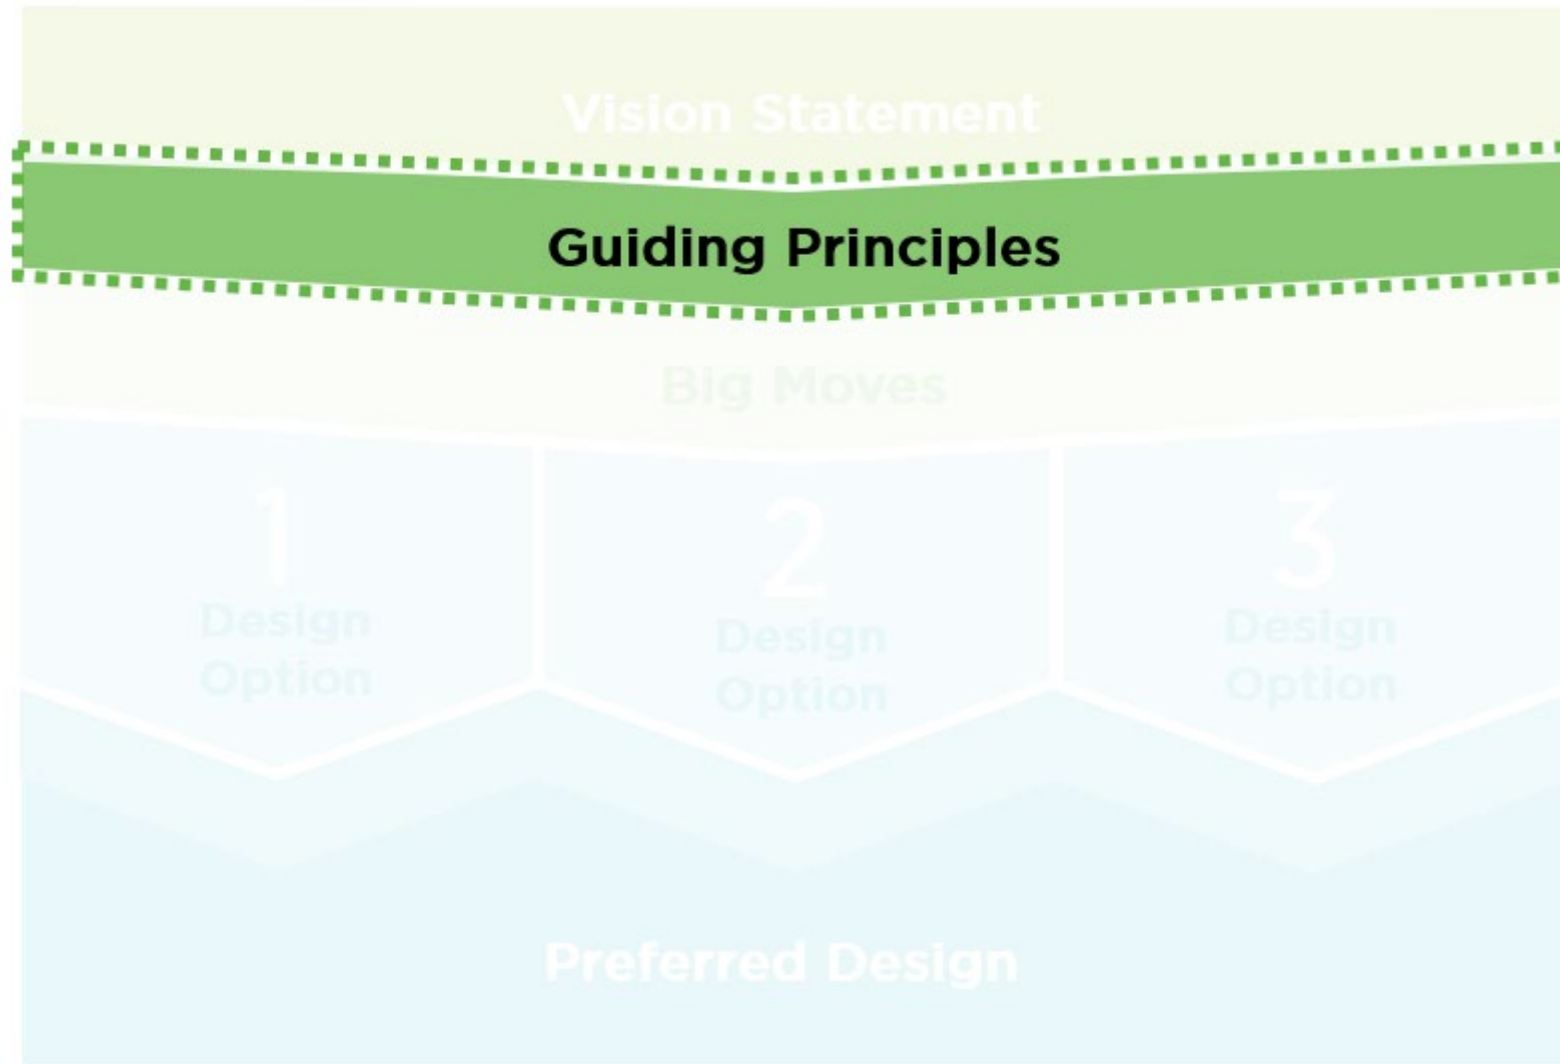 Vision Statement
Guiding Principles
Big Moves
1
Design
Option
2
Design
Option
3
Design
Option
Preferred Design